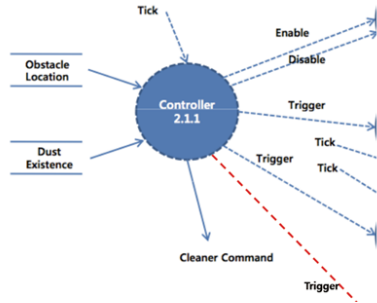 Tick
Enable
Disable
Obstacle
Location
Controller
2.1.1
Trigger
Tick
Dust
Existence
Trigger
Tick
Cleaner Command
Trigger